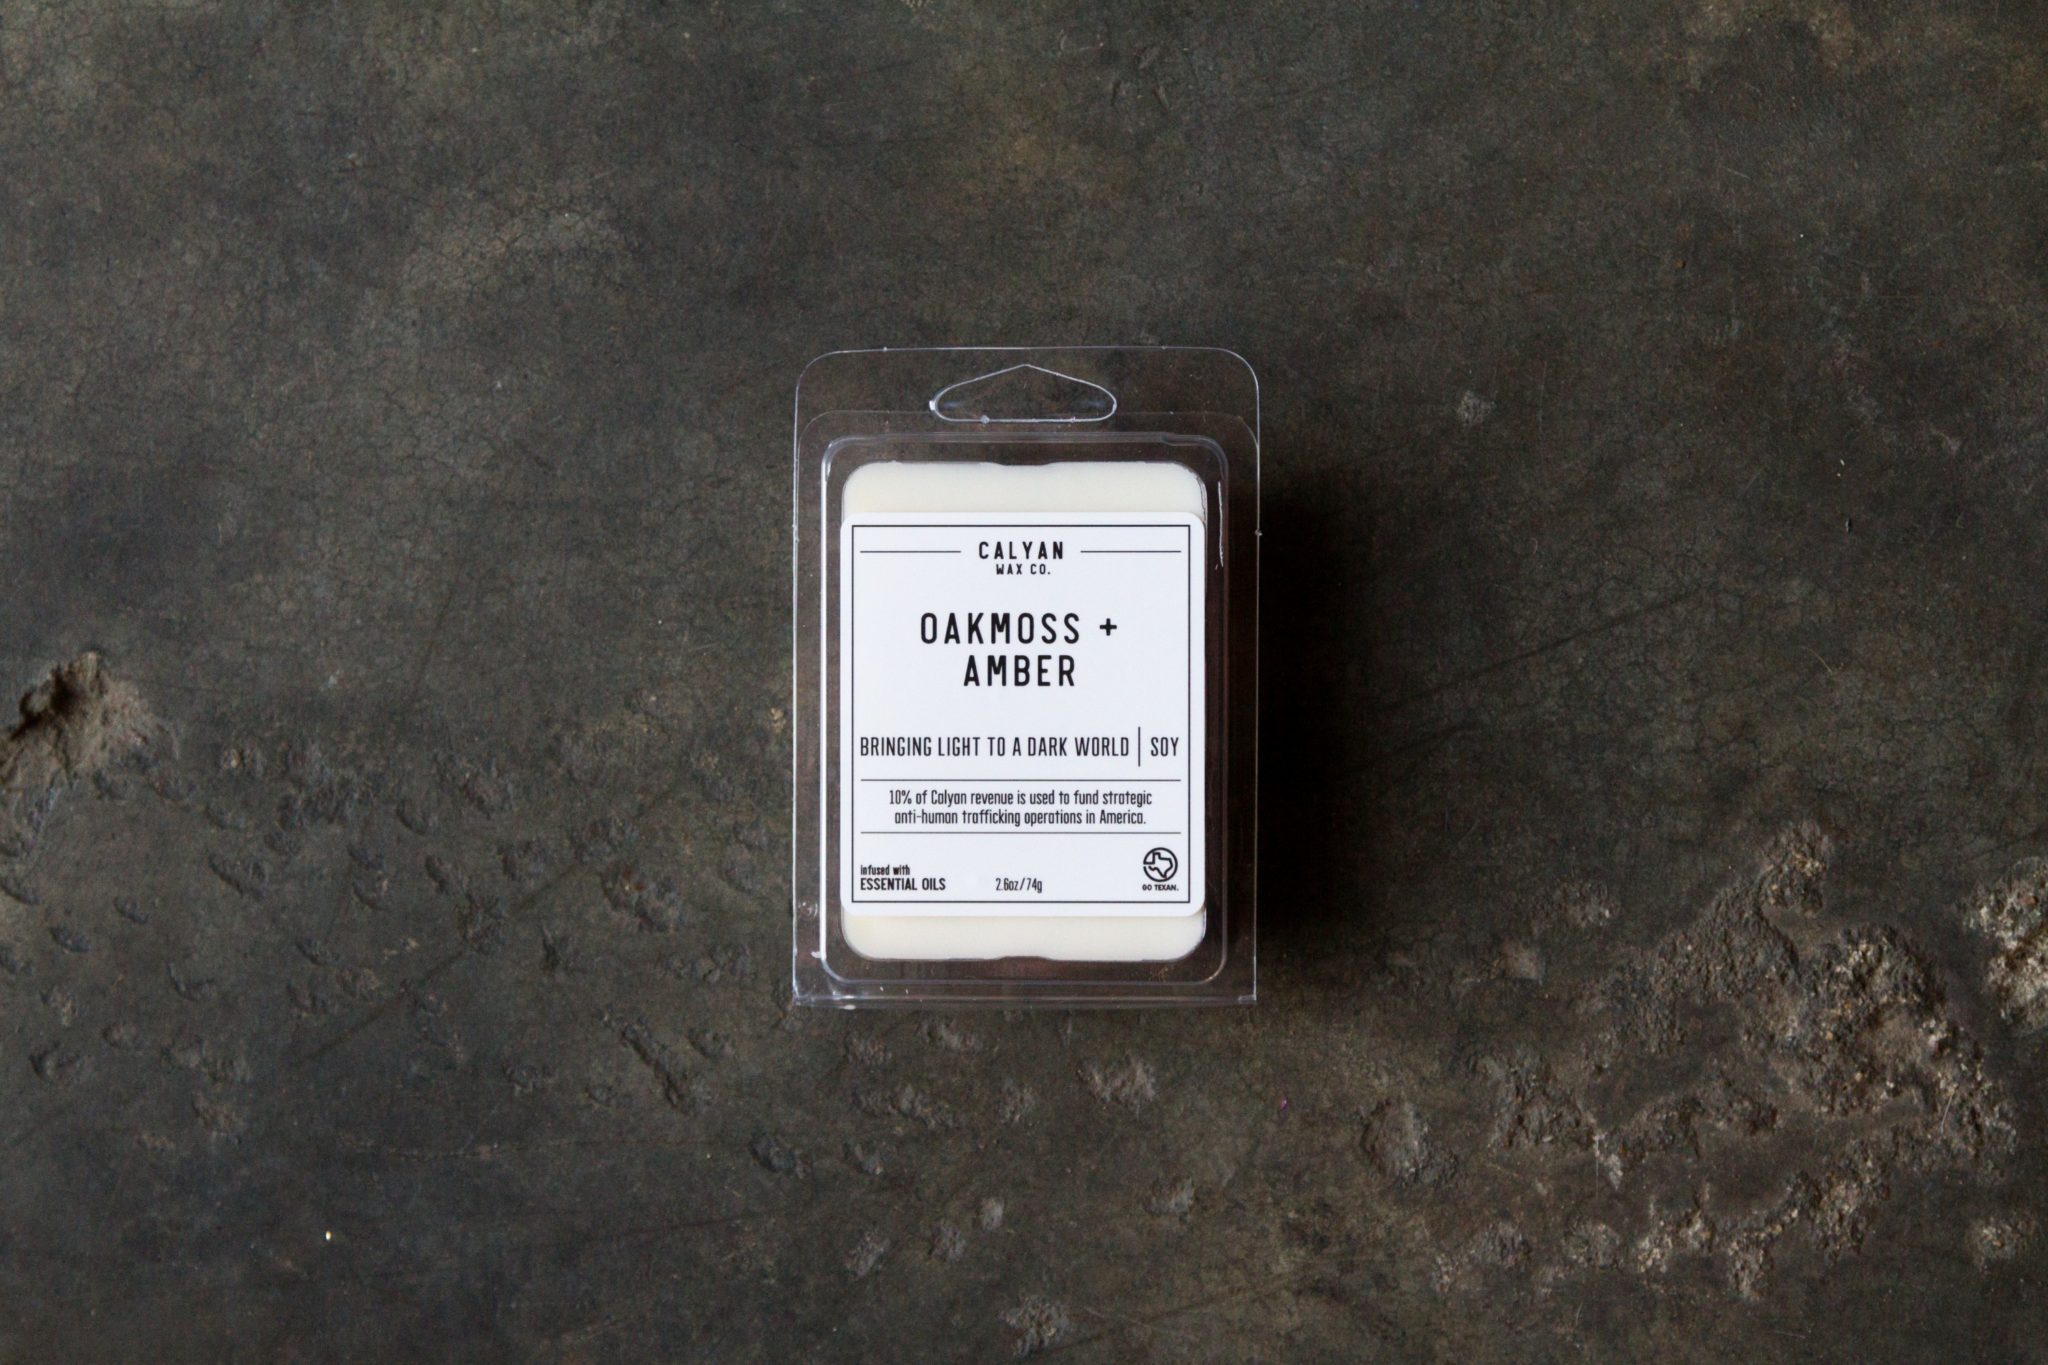 CALYAN
WAX CO.
OAKMOSS +
AMBER
BRINGING LIGHT TO A DARK WORLD | SOY
10% of Calyan revenue is used to fund strategic
anti-human trafficking operations in America.
infused with
ESSENTIAL OILS
2.6oz/74g
GO TEXAN.